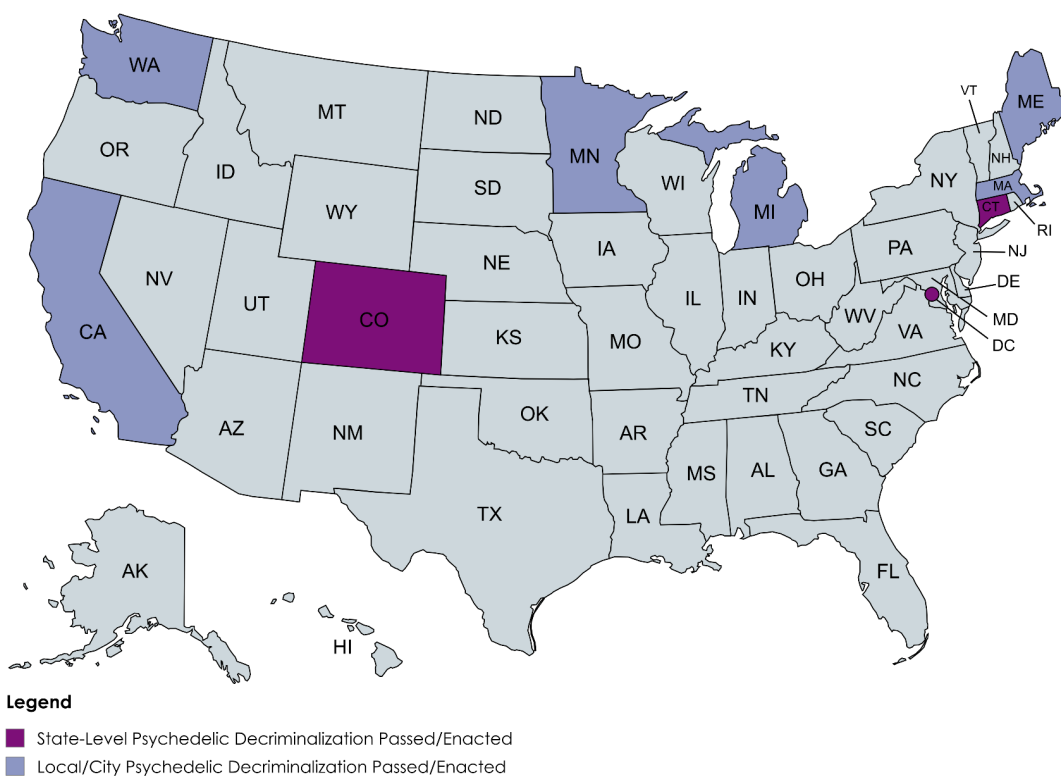 WA
MT
ND
MN
VT
ME
OR
ID
SD
WI
NH
NY
MA
WY
MI
CT
RI
IA
PA
NJ
NE
NV
UT
OH
DE
IL
IN
CO
WV
MD
CA
KS
MO
VA
DC
KY
NC
TN
OK
AZ
NM
AR
SC
MS
AL
GA
TX
LA
AK
FL
HI
Legend
State-Level Psychedelic Decriminalization Passed/Enacted
Local/City Psychedelic Decriminalization Passed/Enacted